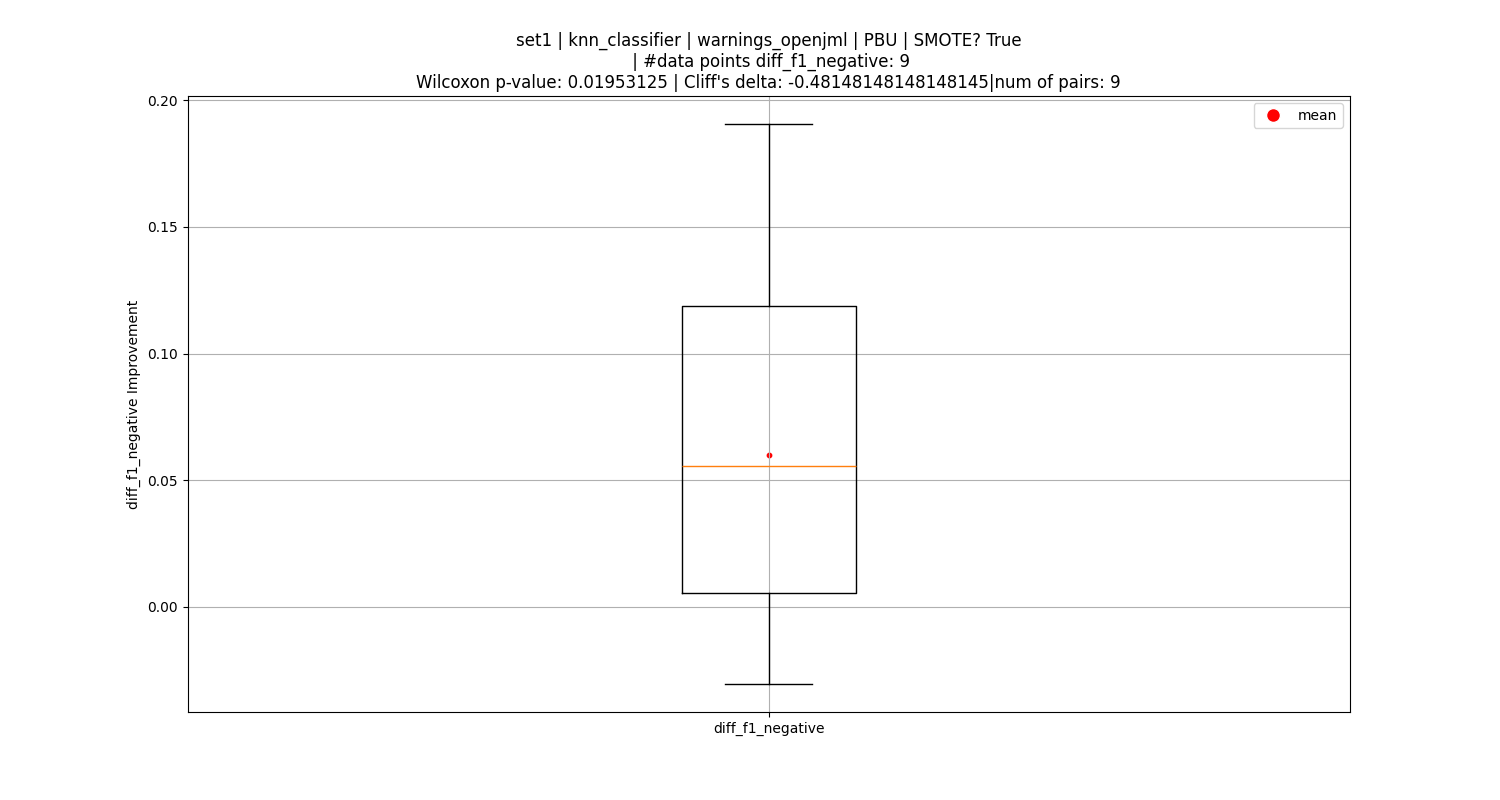 set1 | knn_classifier | warnings_openjml | PBU | SMOTE? True
| #data points diff_f1_negative: 9
Wilcoxon p-value: 0.01953125 | Cliff's delta: -0.48148148148148145|num of pairs: 9
mean
0.20
0.15
0.10
0.05
0.00
diff_f1_negative Improvement
diff_f1_negative